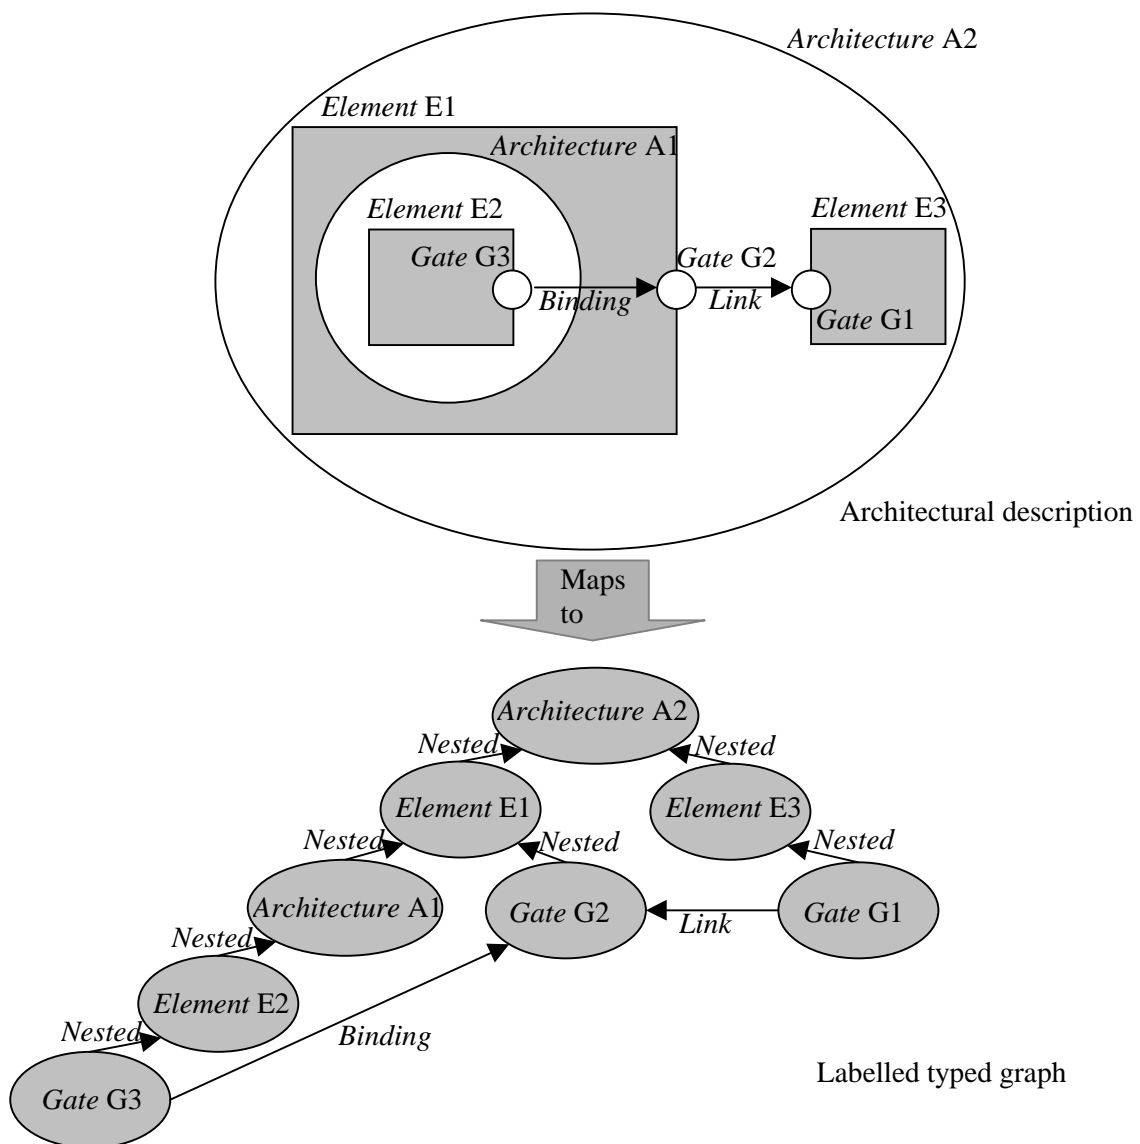 Architecture A2
Element E1
Architecture A1
Element E2
Element E3
Gate G3
Gate G2
Binding
Link
Gate G1
Architectural description
Maps
to
Architecture A2
Nested
Nested
Element E1
Element E3
Nested
Nested
Nested
Architecture A1
Gate G2
Link
Gate G1
Nested
Element E2
Nested
Binding
Labelled typed graph
Gate G3